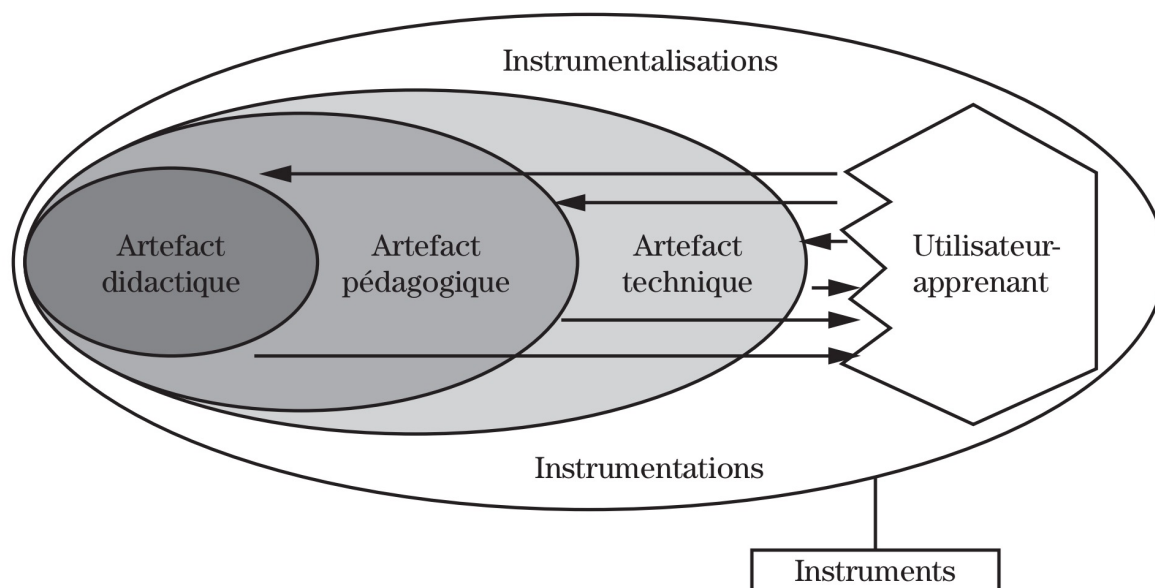 Instrumentalisations
Artefact
didactique
Artefact
pédagogique
Artefact
technique
Utilisateur-
apprenant
Instrumentations
Instruments